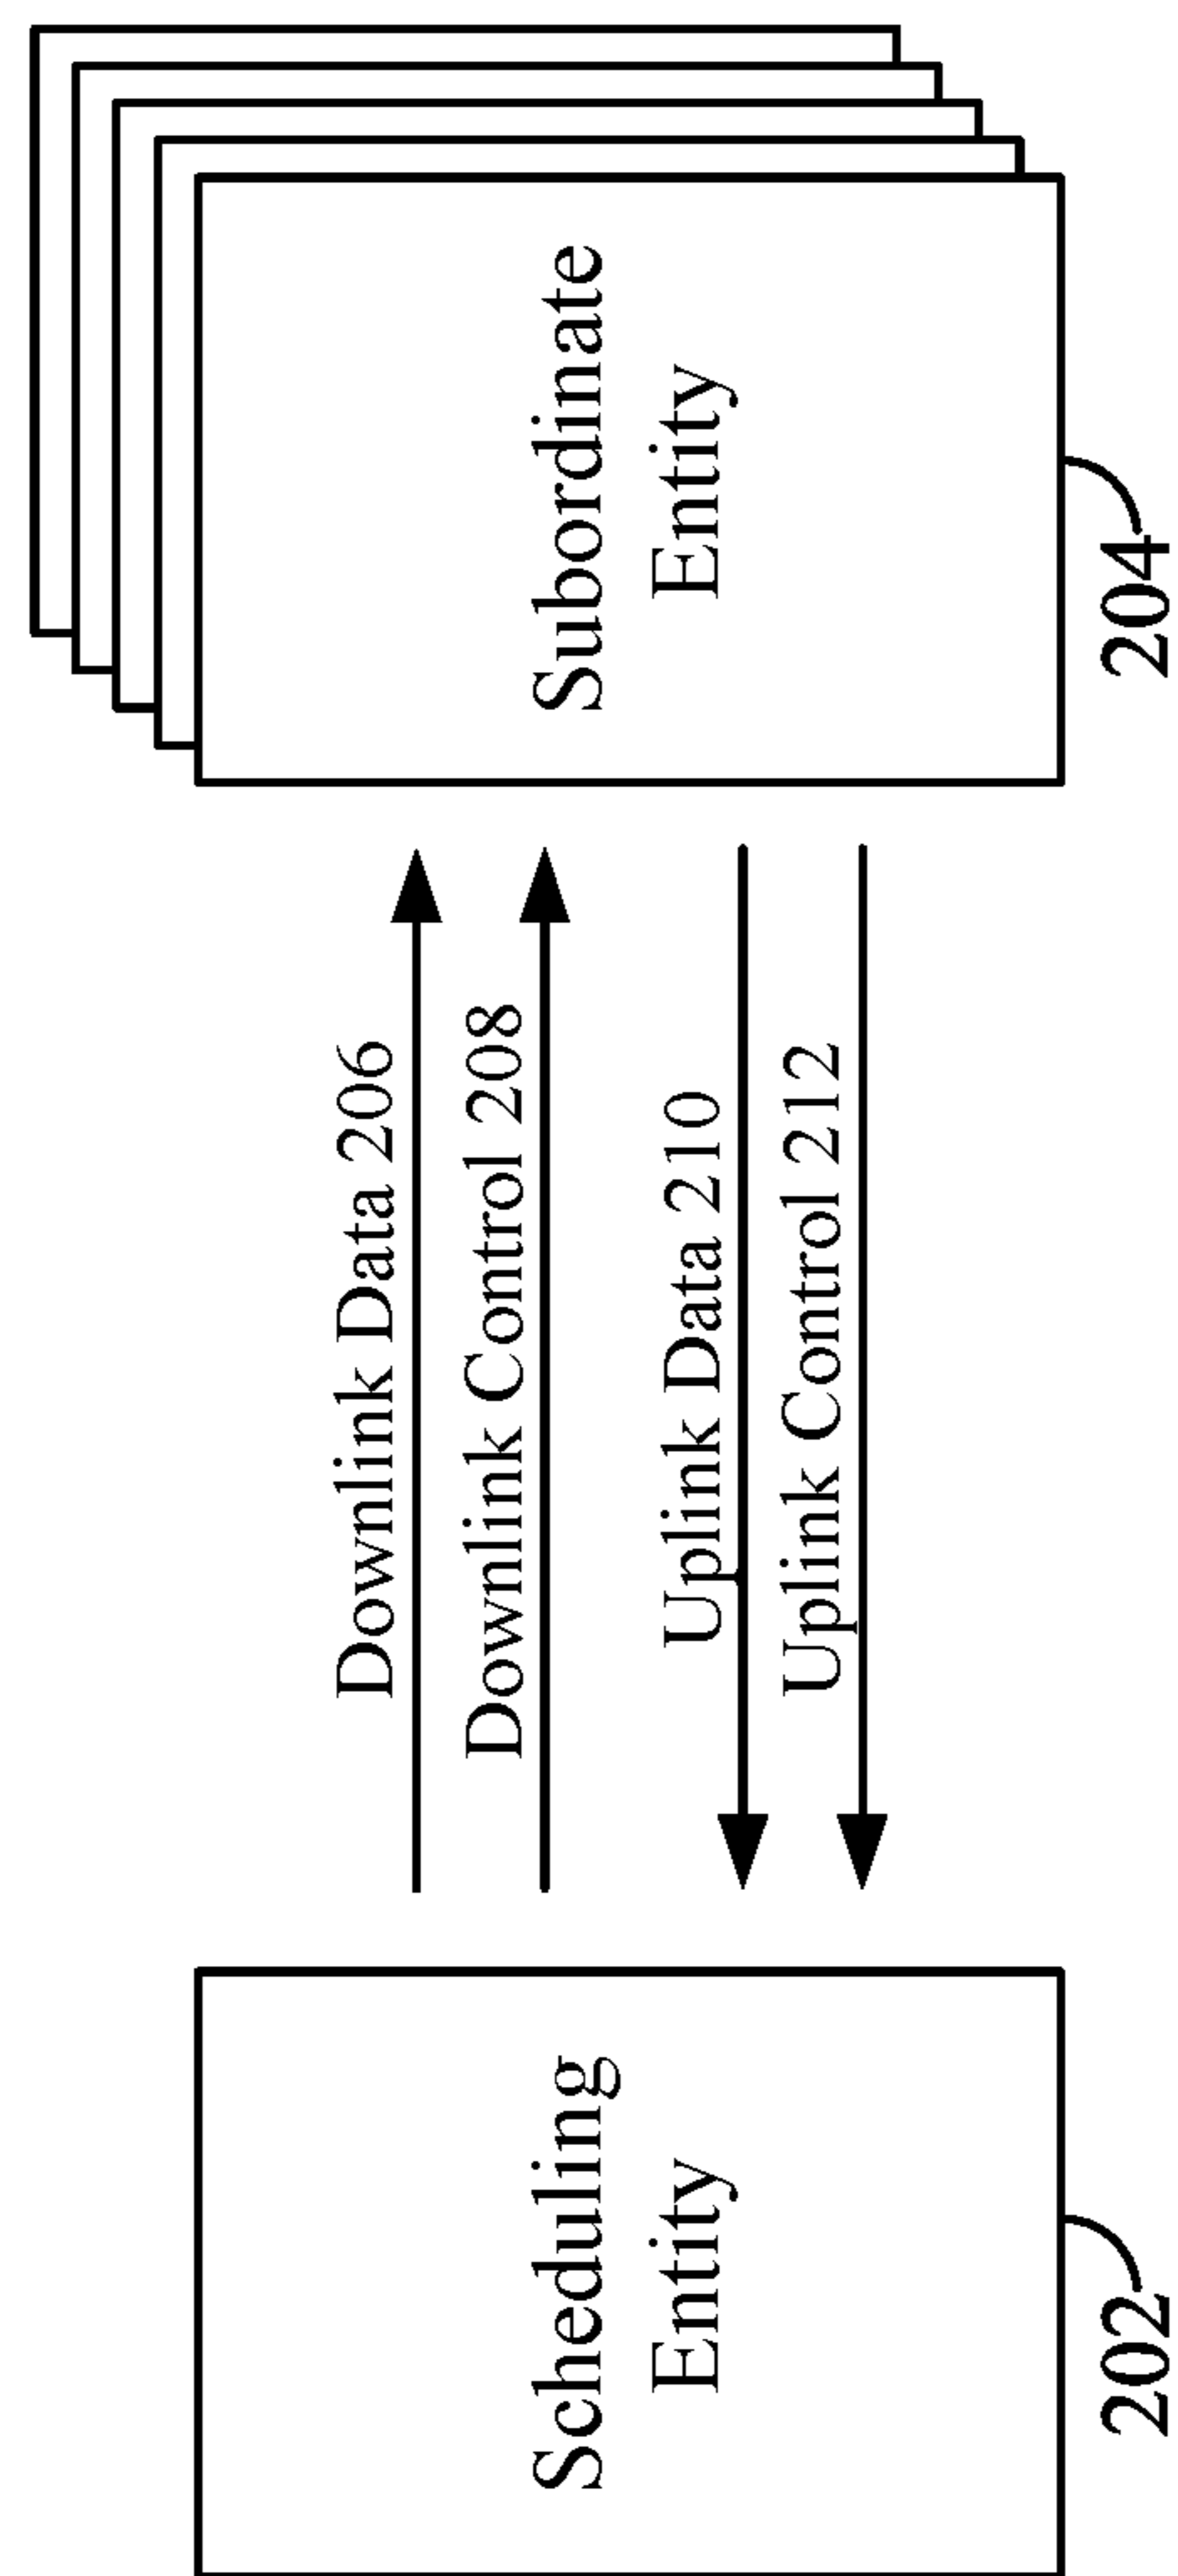 Scheduling
Entity
202
Downlink Data 206
Downlink Control 208
Uplink Data 210
Uplink Control 212
Subordinate
Entity
204